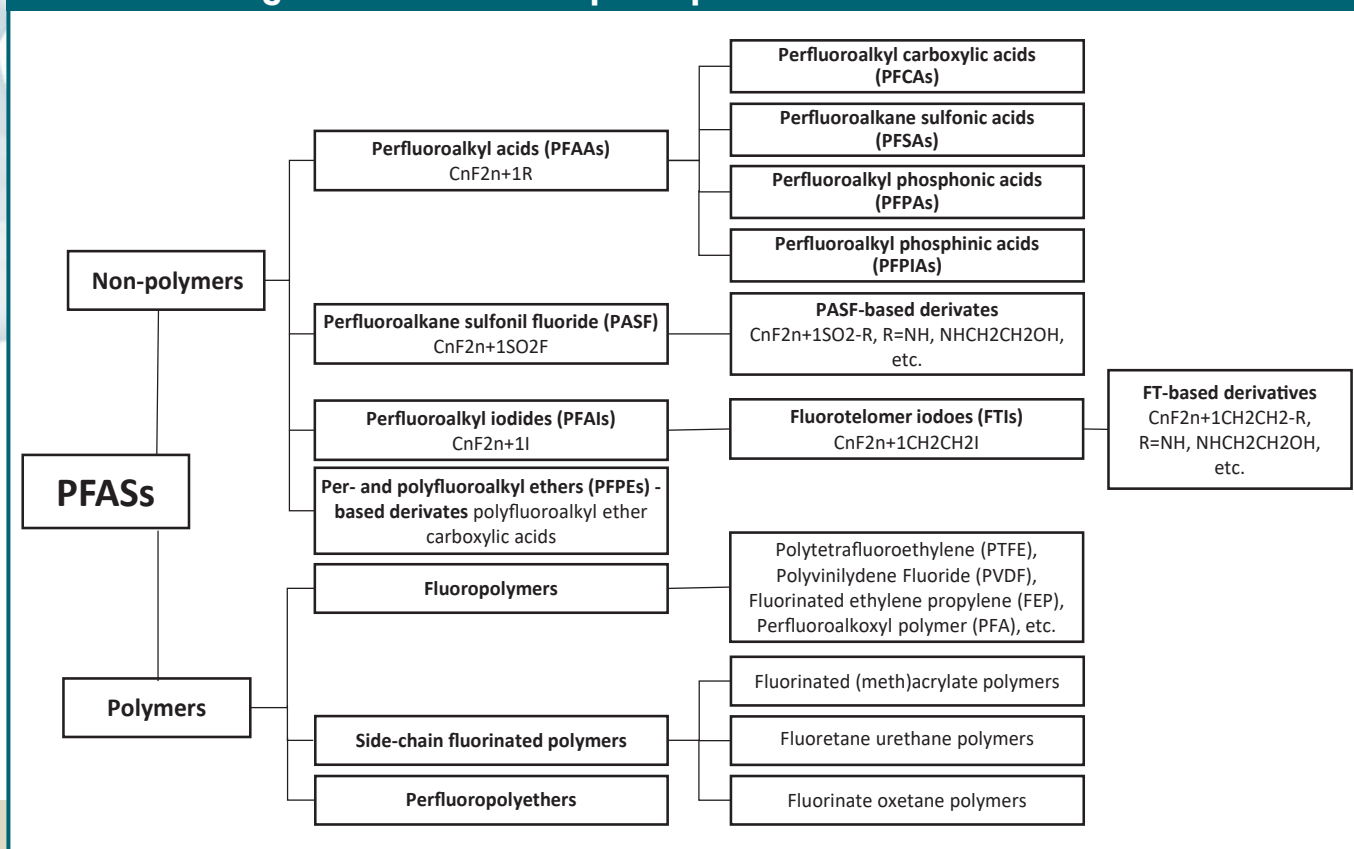 Perfluoroalkyl carboxylic acids
(PFCAs)
Perfluoroalkane sulfonic acids
(PFSAs)
Perfluoroalkyl acids (PFAAs)
CnF2n+1R
Perfluoroalkyl phosphonic acids
(PFPAs)
Perfluoroalkyl phosphinic acids
(PFPIAs)
Non-polymers
Perfluoroalkane sulfonil fluoride (PASF)
CnF2n+1SO2F
PASF-based derivates
CnF2n+1SO2-R, R=NH, NHCH2CH2OH,
etc.
Perfluoroalkyl iodides (PFAIs)
CnF2n+1I
Fluorotelomer iodoes (FTIs)
CnF2n+1CH2CH2I
FT-based derivatives
CnF2n+1CH2CH2-R,
R=NH, NHCH2CH2OH,
etc.
PFASs
Per- and polyfluoroalkyl ethers (PFPEs) -
based derivates polyfluoroalkyl ether
carboxylic acids
Fluoropolymers
Polytetrafluoroethylene (PTFE),
Polyvinilydene Fluoride (PVDF),
Fluorinated ethylene propylene (FEP),
Perfluoroalkoxyl polymer (PFA), etc.
Polymers
Side-chain fluorinated polymers
Fluorinated (meth)acrylate polymers
Fluoretane urethane polymers
Fluorinate oxetane polymers
Perfluoropolyethers